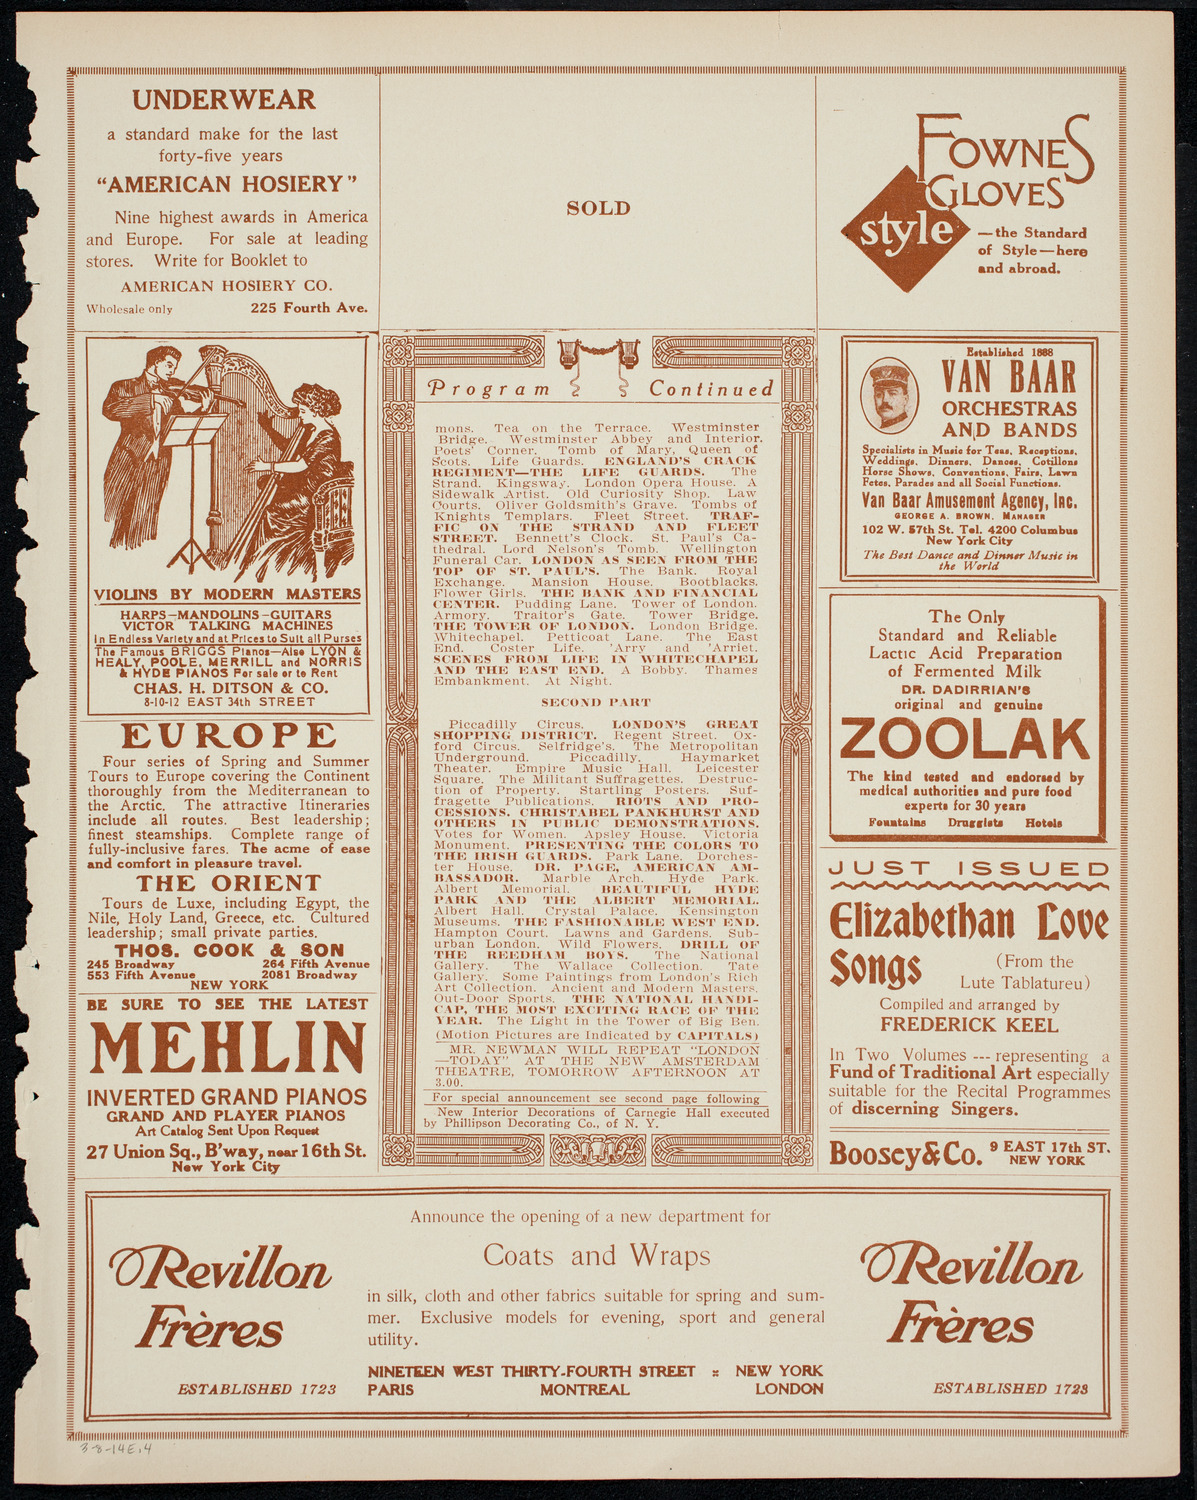 UNDERWEAR
a standard make for the last
forty-five years
"AMERICAN HOSIERY"
Nine highest awards in America
and Europe. For sale at leading
stores. Write for Booklet to
AMERICAN HOSIERY CO.
Wholesale only 225 Fourth Ave.
SOLD
FOWNES
GLOVES
style
—the Standard
of Style—here
and abroad.
VIOLINS BY MODERN MASTERS
HARPS–MANDOLINS–GUITARS
VICTOR TALKING MACHINES
In Endless Variety and at Prices to Suit all Purses
The Famous BRIGGS Pianos—Also LYON &
HEALY, POOLE, MERRILL and NORRIS
& HYDE PIANOS For sale or to Rent
CHAS. H. DITSON & CO.
8-10-12 EAST 34th STREET
EUROPE
Four series of Spring and Summer
Tours to Europe covering the Continent
thoroughly from the Mediterranean to
the Arctic. The attractive Itineraries
include all routes. Best leadership;
finest steamships. Complete range of
fully-inclusive fares. The acme of ease
and comfort in pleasure travel.
THE ORIENT
Tours de Luxe, including Egypt, the
Nile, Holy Land, Greece, etc. Cultured
leadership; small private parties.
THOS. COOK & SON
245 Broadway 264 Fifth Avenue
553 Fifth Avenue 2081 Broadway
NEW YORK
BE SURE TO SEE THE LATEST
MEHLIN
INVERTED GRAND PIANOS
GRAND AND PLAYER PIANOS
Art Catalog Sent Upon Request
27 Union Sq., B'way, near 16th St.
New York City
Program Continued
mons. Tea on the Terrace. Westminster
Bridge. Westminster Abbey and Interior.
Poets' Corner. Tomb of Mary, Queen of
Scots. Life Guards. ENGLAND'S CRACK
REGIMENT—THE LIFE GUARDS. The
Strand. Kingsway. London Opera House. A
Sidewalk Artist. Old Curiosity Shop. Law
Courts. Oliver Goldsmith's Grave. Tombs of
Knights Templars. Fleet Street. TRAF-
FIC ON THE STRAND AND FLEET
STREET. Bennett's Clock. St. Paul's Ca-
thedral. Lord Nelson's Tomb. Wellington
Funeral Car. LONDON AS SEEN FROM THE
TOP OF ST. PAUL'S. The Bank. Royal
Exchange. Mansion House. Bootblacks.
Flower Girls. THE BANK AND FINANCIAL
CENTER. Pudding Lane. Tower of London.
Armory. Traitor's Gate. Tower Bridge.
THE TOWER OF LONDON. London Bridge.
Whitechapel. Petticoat Lane. The East
End. Coster Life. 'Arry and 'Arriet.
SCENES FROM LIFE IN WHITECHAPEL
AND THE EAST END. A Bobby. Thames
Embankment. At Night.
SECOND PART
Piccadilly Circus. LONDON'S GREAT
SHOPPING DISTRICT. Regent Street. Ox-
ford Circus. Selfridge's. The Metropolitan
Underground. Piccadilly. Haymarket
Theater. Empire Music Hall. Leicester
Square. The Militant Suffragettes. Destruc-
tion of Property. Startling Posters. Suf-
fragette Publications. RIOTS AND PRO-
CESSIONS. CHRISTABEL PANKHURST AND
OTHERS IN PUBLIC DEMONSTRATIONS.
Votes for Women. Apsley House. Victoria
Monument. PRESENTING THE COLORS TO
THE IRISH GUARDS. Park Lane. Dorches-
ter House. DR. PAGE, AMERICAN AM-
BASSADOR. Marble Arch. Hyde Park.
Albert Memorial. BEAUTIFUL HYDE
PARK AND THE ALBERT MEMORIAL.
Albert Hall. Crystal Palace. Kensington
Museums. THE FASHIONABLE WEST END.
Hampton Court. Lawns and Gardens. Sub-
urban London. Wild Flowers. DRILL OF
THE REEDHAM BOYS. The National
Gallery. The Wallace Collection. Tate
Gallery. Some Paintings from London's Rich
Art Collection. Ancient and Modern Masters.
Out-Door Sports. THE NATIONAL HANDI-
CAP, THE MOST EXCITING RACE OF THE
YEAR. The Light in the Tower of Big Ben.
(Motion Pictures are Indicated by CAPITALS)
MR. NEWMAN WILL REPEAT "LONDON
—TODAY" AT THE NEW AMSTERDAM
THEATRE, TOMORROW AFTERNOON AT
3.00.
For special announcement see second page following
New Interior Decorations of Carnegie Hall executed
by Phillipson Decorating Co., of N. Y.
Established 1888
VAN BAAR
ORCHESTRAS
AND BANDS
Specialists in Music for Teas, Receptions,
Weddings, Dinners, Dances, Cotillons
Horse Shows, Conventions, Fairs, Lawn
Fetes, Parades and all Social Functions.
Van Baar Amusement Agency, Inc.
GEORGE A. BROWN, MANAGER
102 W. 57th St. Tel. 4200 Columbus
New York City
The Best Dance and Dinner Music in
the World
The Only
Standard and Reliable
Lactic Acid Preparation
of Fermented Milk
DR. DADIRRIAN'S
original and genuine
ZOOLAK
The kind tested and endorsed by
medical authorities and pure food
experts for 30 years
Fountains Druggists Hotels
JUST ISSUED
Elizabethan Love
Songs (From the
Lute Tablatureu)
Compiled and arranged by
FREDERICK KEEL
In Two Volumes --- representing a
Fund of Traditional Art especially
suitable for the Recital Programmes
of discerning Singers.
Boosey & Co. 9 EAST 17th ST.
NEW YORK
Announce the opening of a new department for
Coats and Wraps
in silk, cloth and other fabrics suitable for spring and sum-
mer. Exclusive models for evening, sport and general
utility.
NINETEEN WEST THIRTY-FOURTH STREET :: NEW YORK
PARIS MONTREAL LONDON
Revillon
Frères
ESTABLISHED 1723
Revillon
Frères
ESTABLISHED 1723
3-8-14E.4